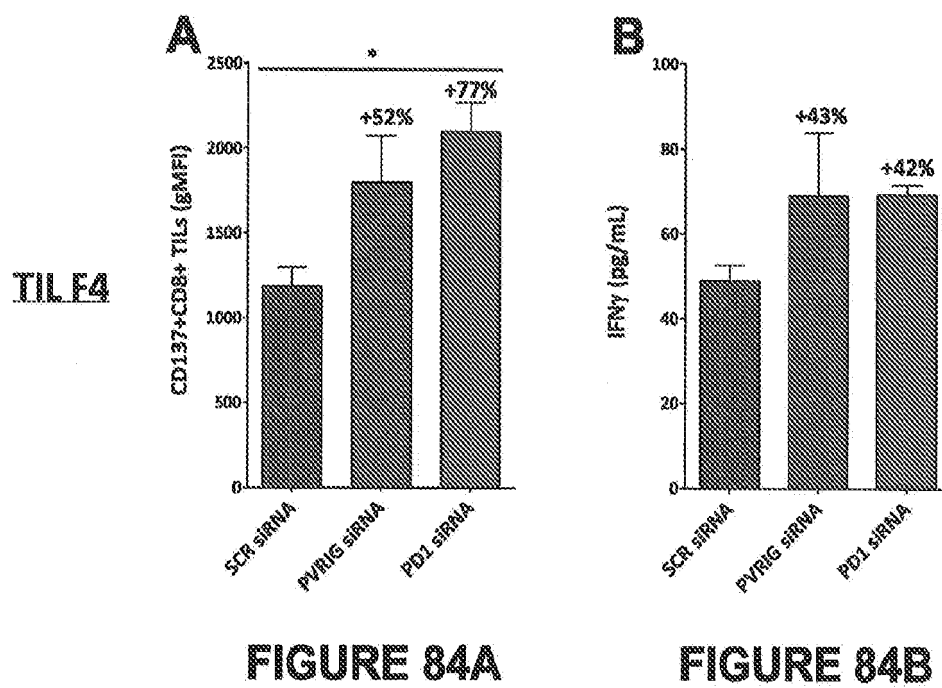 A
*
2500
+77%
+52%
2000
1500
1000
500
0
CD137+CD8+ TILs (gMFI)
SCR siRNA
PVRIG siRNA
PD1 siRNA
TIL F4
FIGURE 84A
B
100
+43%
80
+42%
60
40
20
0
IFNγ (pg/mL)
SCR siRNA
PVRIG siRNA
PD1 siRNA
FIGURE 84B